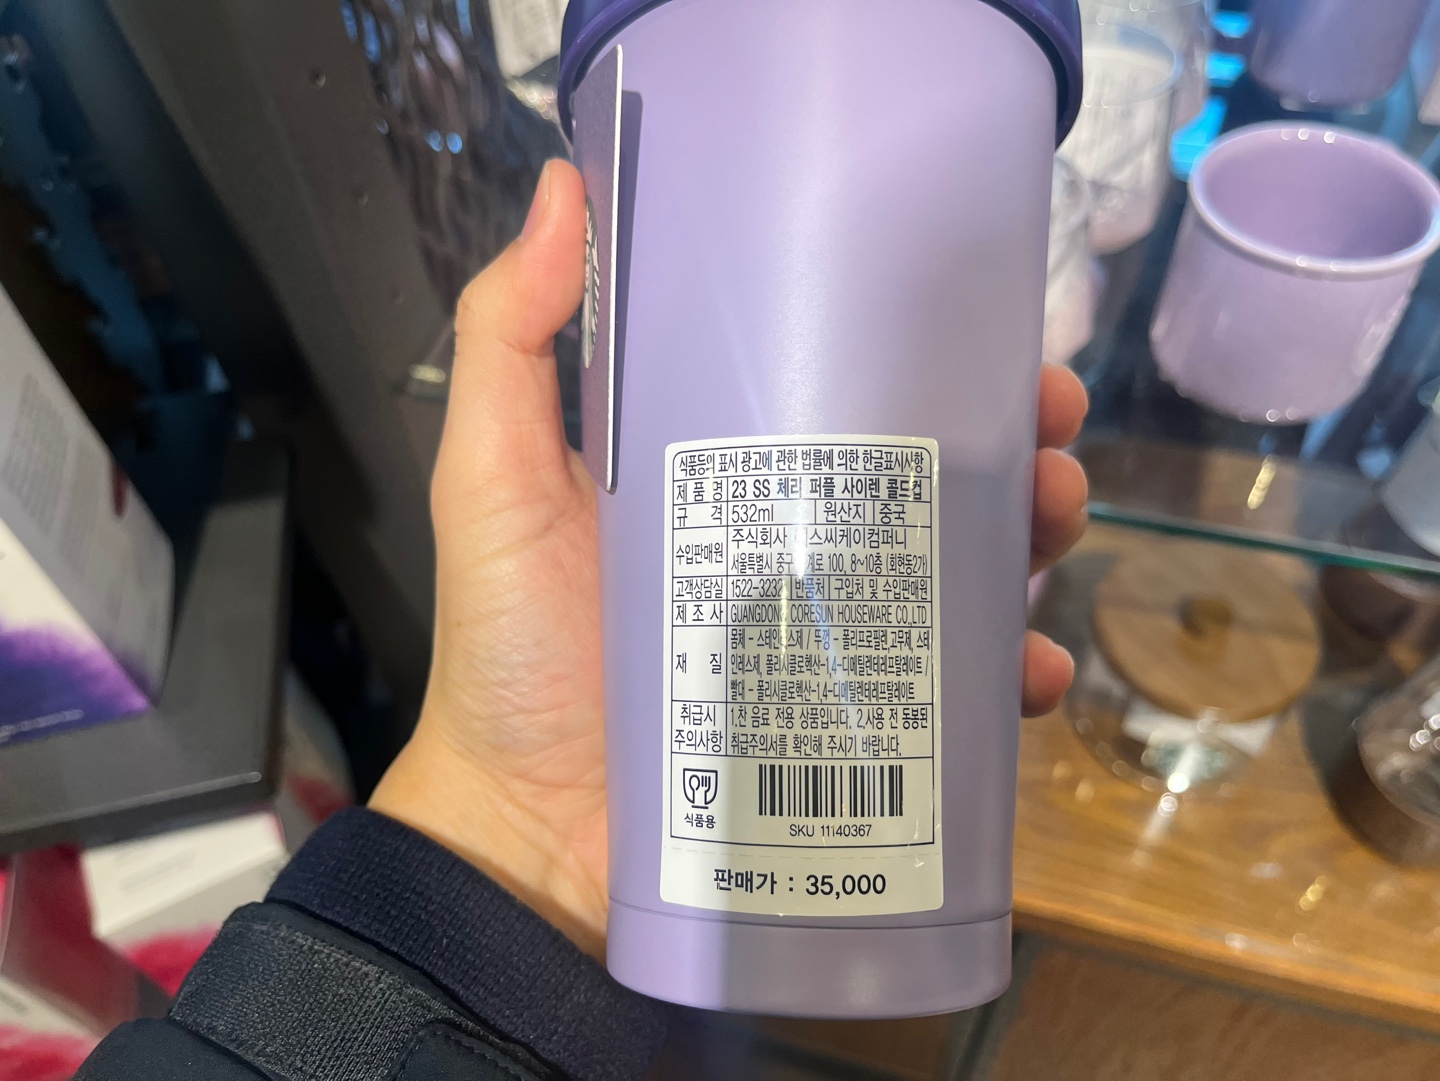 식품등의 표시 광고에 관한 법률에 의한 한글표시사항
제 품 명 23 SS 체리 퍼플 사이렌 콜드컵
규 격 532ml 원산지 중국
수입판매원 주식회사 에스씨케이컴퍼니
서울특별시 중구 100, 8~10층 (회현동2가)
고객상담실 1522-3232 반품처 구입처 및 수입판매원
제 조 사 GUANGDONG CORESUN HOUSEWARE CO.,LTD
재 질 몸체 - 스테인레스제 / 뚜껑 - 폴리프로필렌,고무제, 스테
인레스제, 폴리시클로헥산-1,4-디메틸렌테레프탈레이트 /
빨대 - 폴리시클로헥산-1,4-디메틸렌테레프탈레이트
취급시 주의사항 1.찬 음료 전용 상품입니다. 2.사용 전 동봉된
취급주의서를 확인해 주시기 바랍니다.
식품용
SKU 11140367
판매가 : 35,000